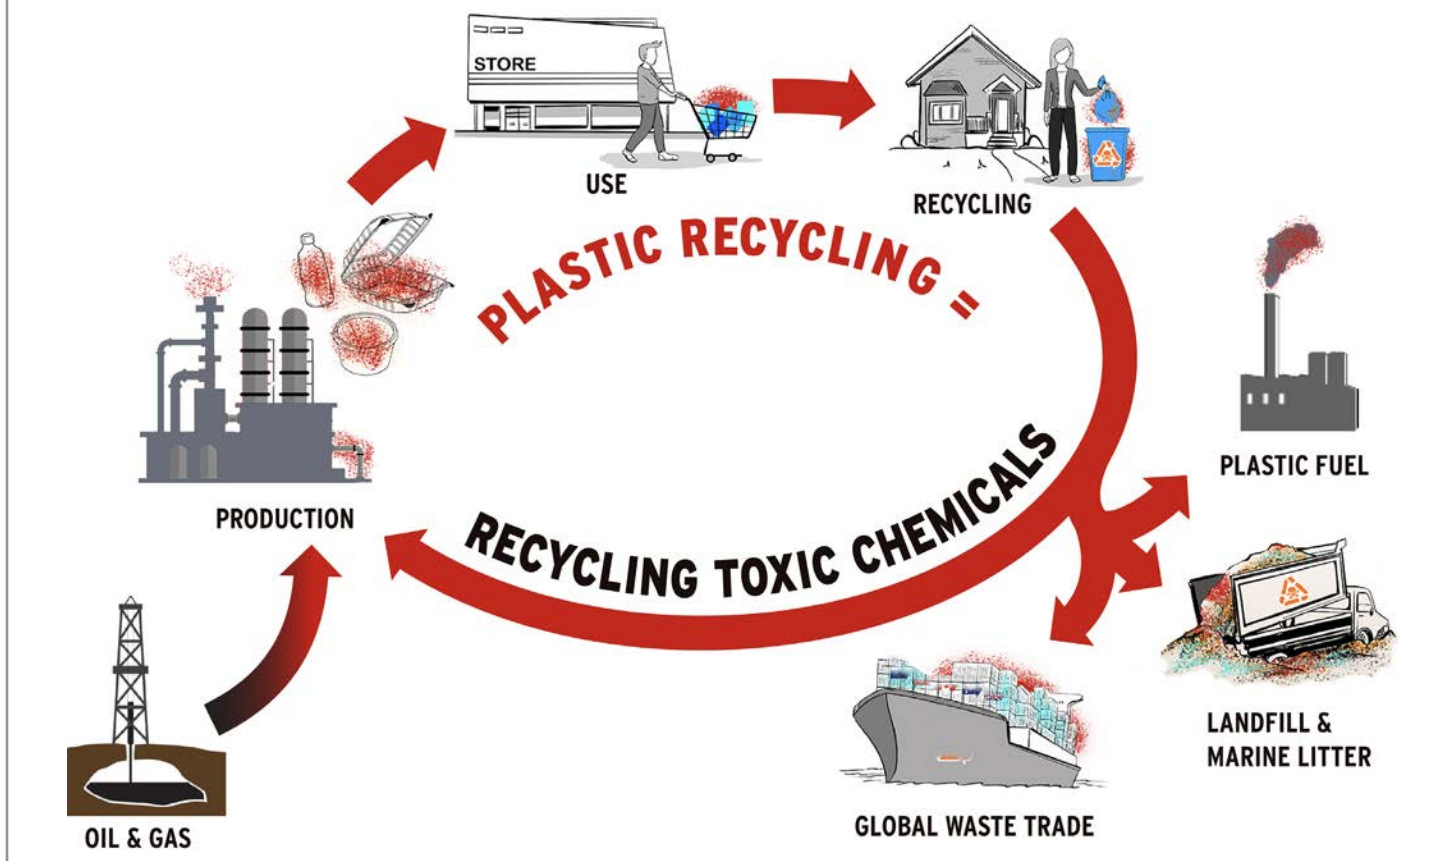 STORE
USE
RECYCLING
PLASTIC RECYCLING =
PLASTIC FUEL
RECYCLING TOXIC CHEMICALS
PRODUCTION
LANDFILL &
MARINE LITTER
GLOBAL WASTE TRADE
OIL & GAS